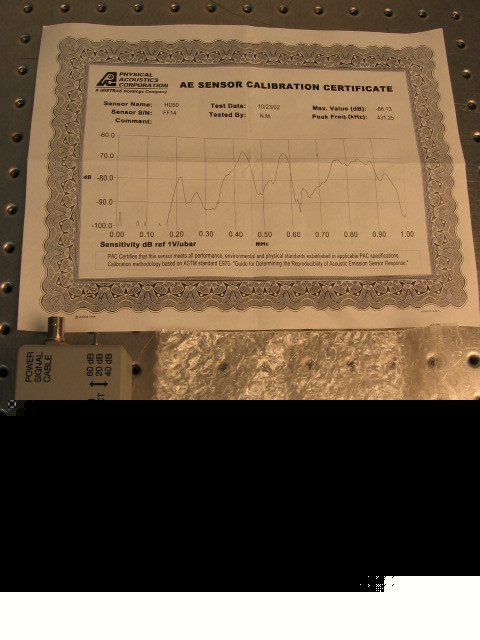 PHYSICAL
ACOUSTICS
CORPORATION
A MISTRAS Holdings Company
AE SENSOR CALIBRATION CERTIFICATE
Sensor Name: Test Date: 10/23/02 Max. Value (dB): -68.13
Sensor S/N: FF14 Tested By: N.M. Peak Freq.(kHz): 431.25
Comment:
-60.0
-70.0
dB -80.0
-90.0
-100.0
0.00 0.10 0.20 0.30 0.40 0.50 0.60 0.70 0.80 0.90 1.00
Sensitivity dB ref 1V/ubar MHz
PAC Certifies that this sensor meets all performance, environmental and physical standards established in applicable PAC specifications.
Calibration methodology based on ASTM standard E976- "Guide for Determining the Reproducibility of Acoustic Emission Sensor Response."
POWER
SIGNAL
CABLE
60 dB
20 dB
40 dB